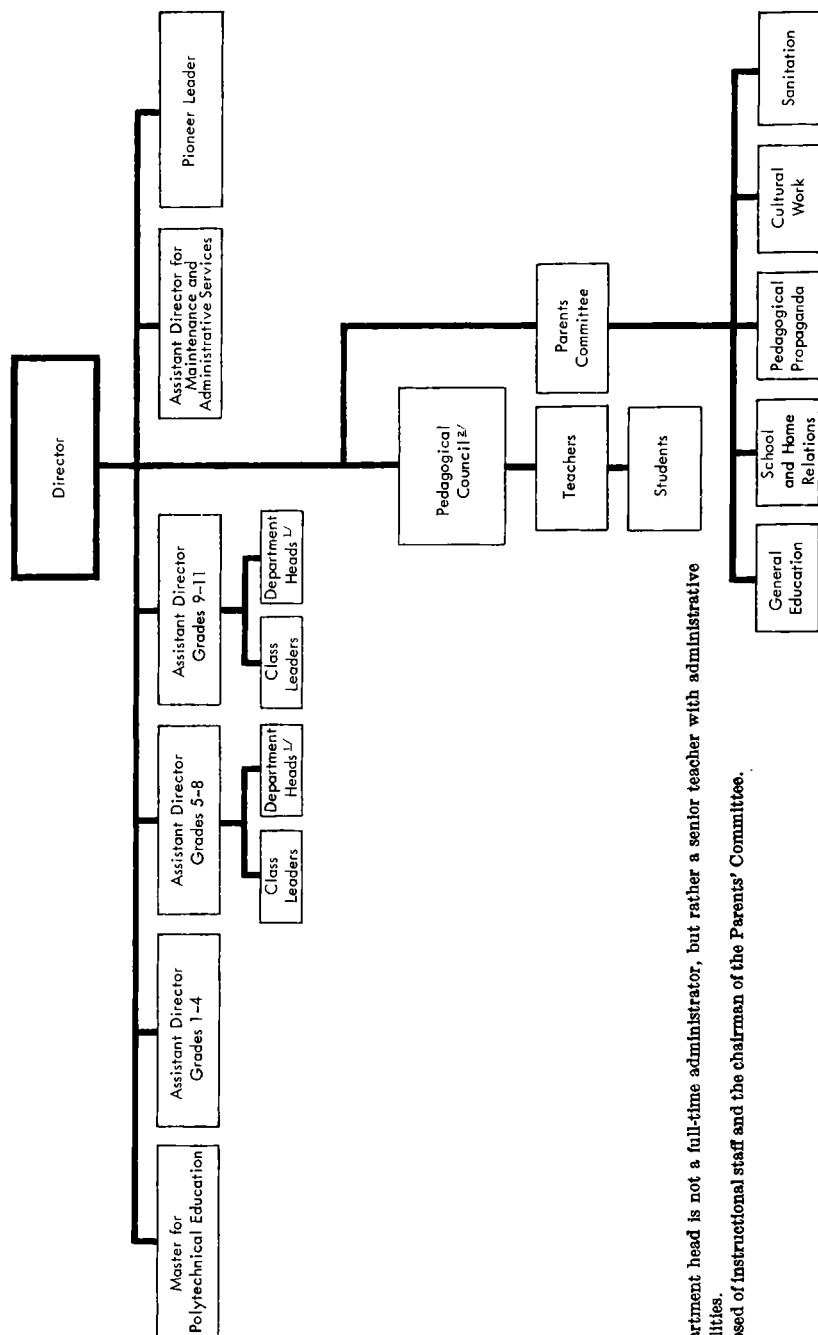 Director
Master for
Polytechnical Education
Assistant Director
Grades 1-4
Assistant Director
Grades 5-8
Assistant Director
Grades 9-11
Assistant Director for
Maintenance and
Administrative Services
Pioneer Leader
Class
Leaders
Department
Heads 1/
Class
Leaders
Department
Heads 1/
Pedagogical
Council 2/
Parents
Committee
Teachers
Students
General
Education
School
and Home
Relations
Pedagogical
Propaganda
Cultural
Work
Sanitation
artment head is not a full-time administrator, but rather a senior teacher with administrative
lities.
sed of instructional staff and the chairman of the Parents' Committee.